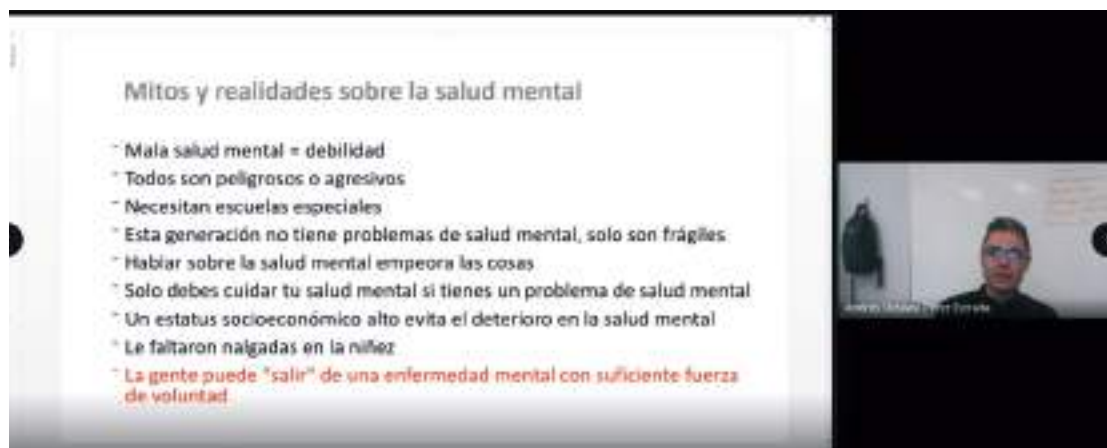 Mitos y realidades sobre la salud mental
Mala salud mental = debilidad
Todos son peligrosos o agresivos
Necesitan escuelas especiales
Esta generación no tiene problemas de salud mental, solo son frágiles
Hablar sobre la salud mental empeora las cosas
Solo debes cuidar tu salud mental si tienes un problema de salud mental
Un estatus socioeconómico alto evita el deterioro en la salud mental
Le faltaron nalgadas en la niñez
La gente puede "salir" de una enfermedad mental con suficiente fuerza
de voluntad